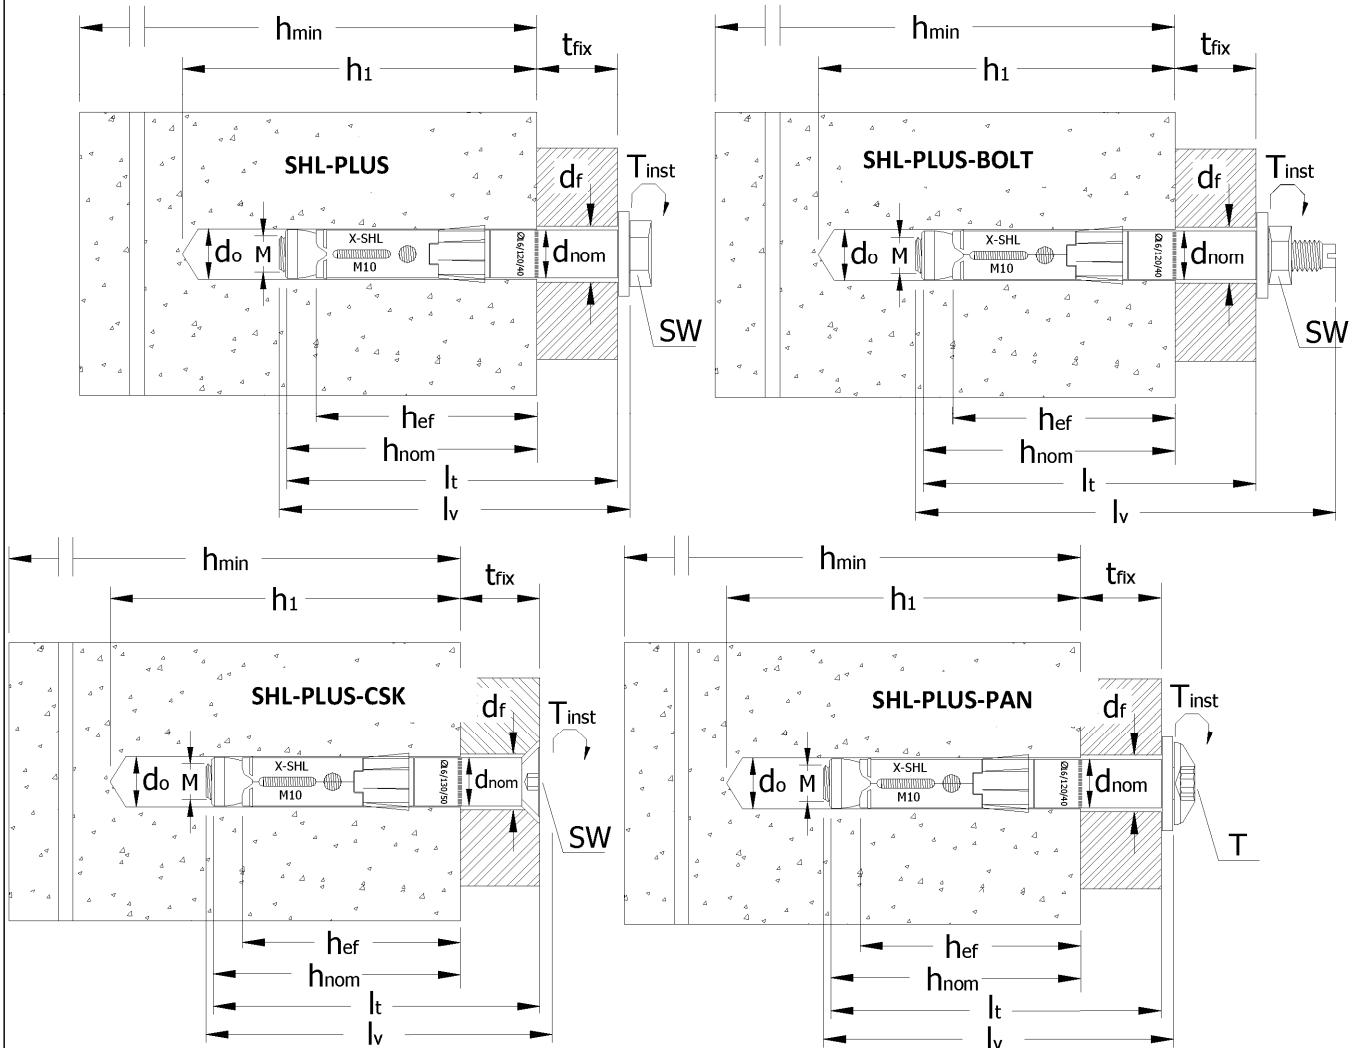 hmin
tfix
h1
SHL-PLUS
df
Tinst
do
M
X-SHL
M10
Ø16/120/40
dnom
SW
hef
hnom
lt
lv
hmin
tfix
h1
SHL-PLUS-BOLT
df
Tinst
do
M
X-SHL
M10
Ø16/120/40
dnom
SW
hef
hnom
lt
lv
hmin
tfix
h1
SHL-PLUS-CSK
df
Tinst
do
M
X-SHL
M10
Ø16/130/50
dnom
SW
hef
hnom
lt
lv
hmin
tfix
h1
SHL-PLUS-PAN
df
Tinst
do
M
X-SHL
M10
Ø16/120/40
dnom
T
hef
hnom
lt
lv